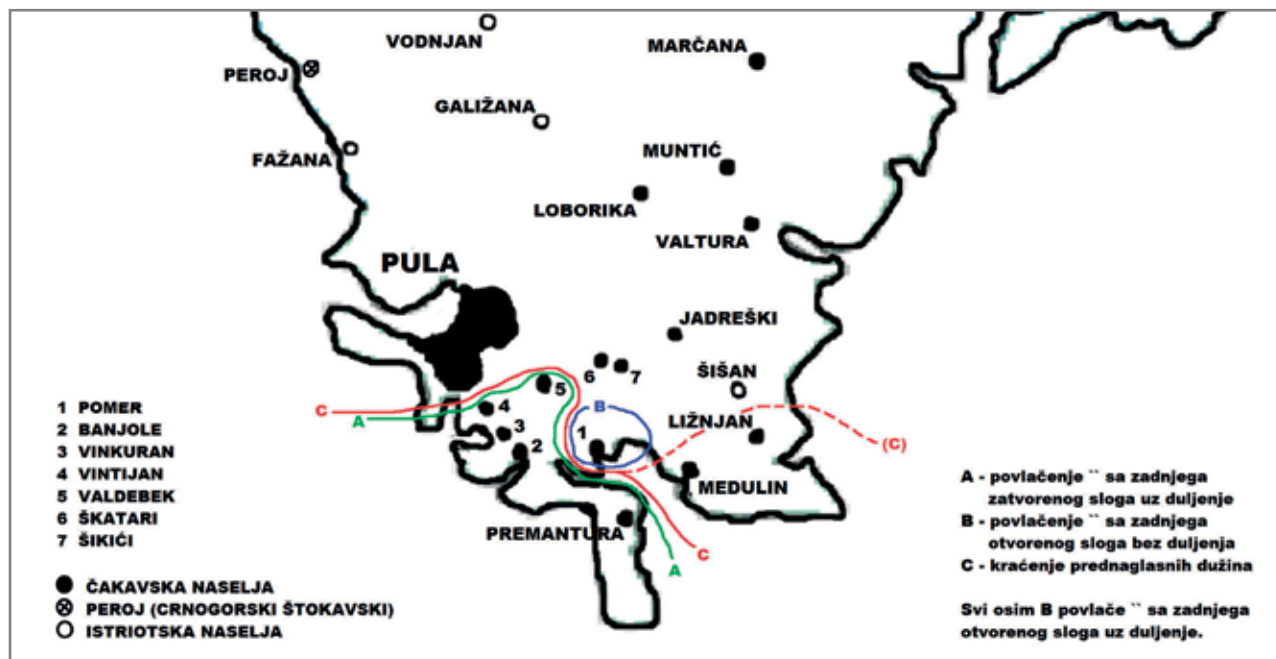 VODNJAN
MARČANA
PEROJ
GALIŽANA
FAŽANA
MUNTIĆ
LOBORIKA
VALTURA
PULA
JADREŠKI
6
7
ŠIŠAN
5
B
C
A
4
LIŽNJAN
3
2
1
(C)
MEDULIN
PREMANTURA
C
A
1 POMER
2 BANJOLE
3 VINKURAN
4 VINTIJAN
5 VALDEBEK
6 ŠKATARI
7 ŠIKIĆI
ČAKAVSKA NASELJA
PEROJ (CRNOGORSKI ŠTOKAVSKI)
ISTRIOTSKA NASELJA
A - povlačenje `` sa zadnjega
zatvorenog sloga uz duljenje
B - povlačenje `` sa zadnjega
otvorenog sloga bez duljenja
C - kraćenje prednaglasnih dužina
Svi osim B povlače `` sa zadnjega
otvorenog sloga uz duljenje.